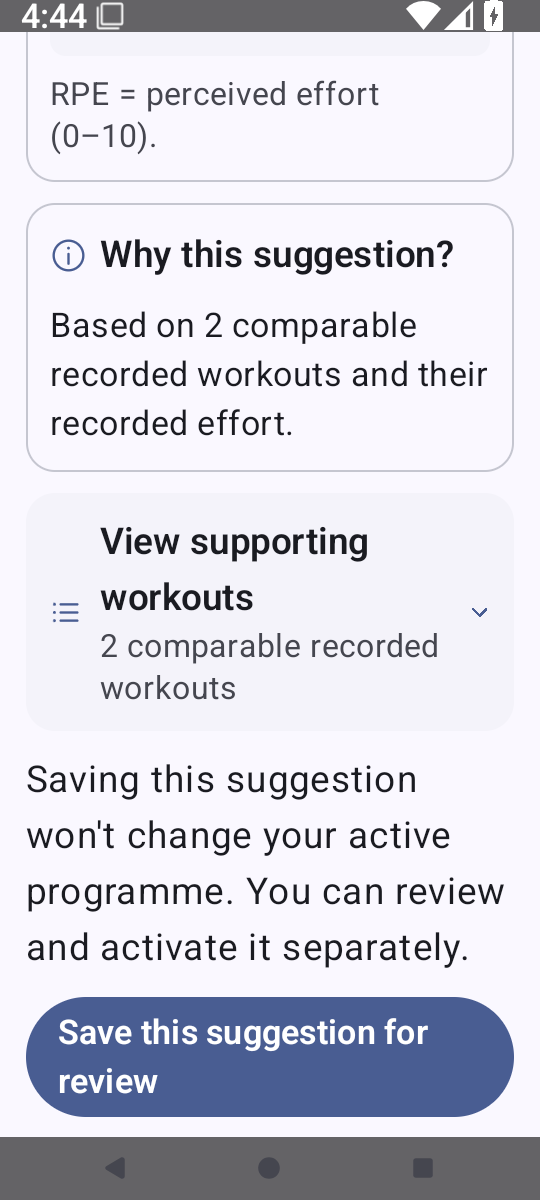 4:44
RPE = perceived effort
(0–10).
Why this suggestion?
Based on 2 comparable
recorded workouts and their
recorded effort.
View supporting
workouts
2 comparable recorded
workouts
Saving this suggestion
won't change your active
programme. You can review
and activate it separately.
Save this suggestion for
review